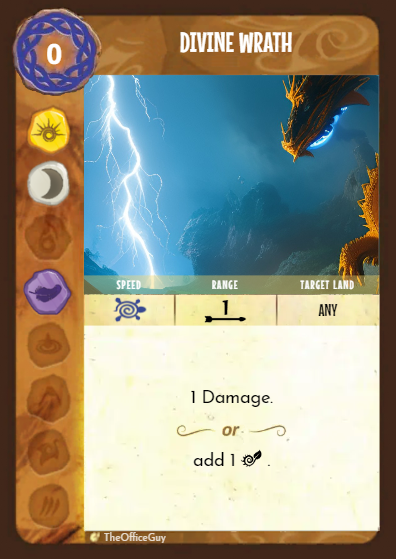 0
DIVINE WRATH
SPEED RANGE TARGET LAND
1 ANY
1 Damage.
or
add 1 .
TheOfficeGuy